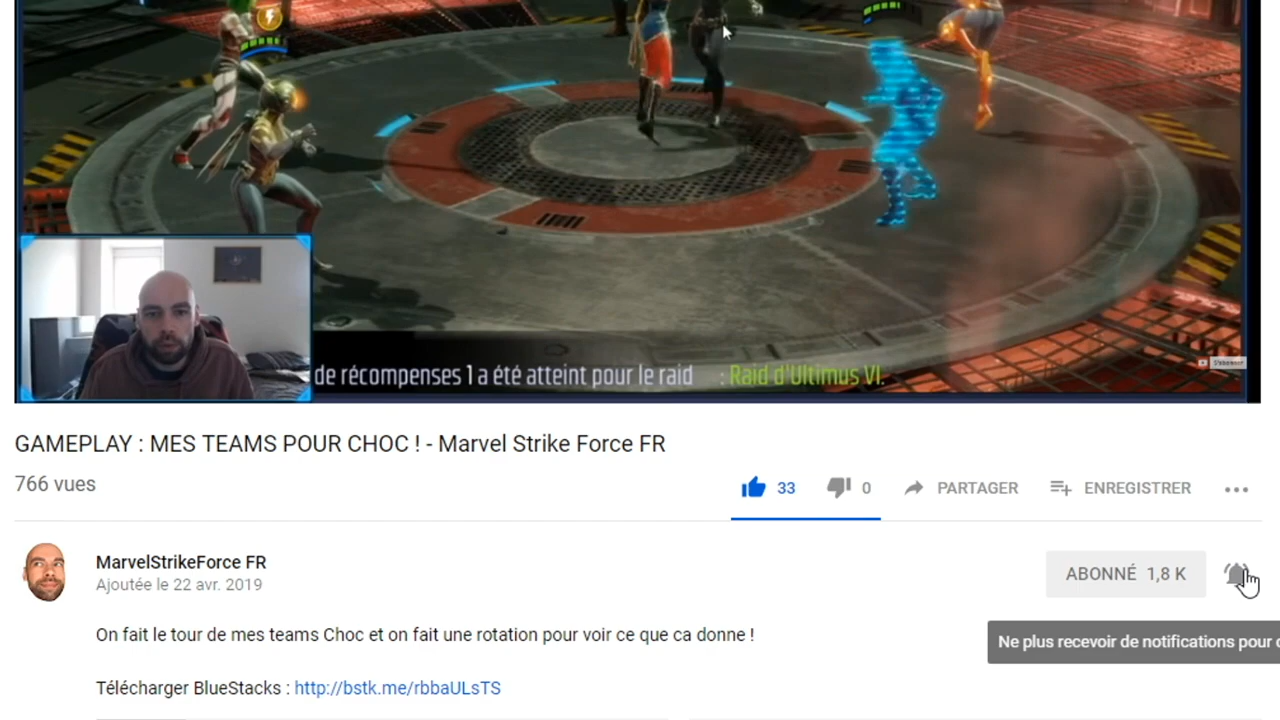 S'abonner
de récompenses 1 a été atteint pour le raid : Raid d'Ultimus VI.
GAMEPLAY : MES TEAMS POUR CHOC ! - Marvel Strike Force FR
766 vues
33 0 PARTAGER ENREGISTRER
MarvelStrikeForce FR
Ajoutée le 22 avr. 2019
ABONNÉ 1,8 K
On fait le tour de mes teams Choc et on fait une rotation pour voir ce que ca donne !
Ne plus recevoir de notifications pour
Télécharger BlueStacks : http://bstk.me/rbbaULsTS